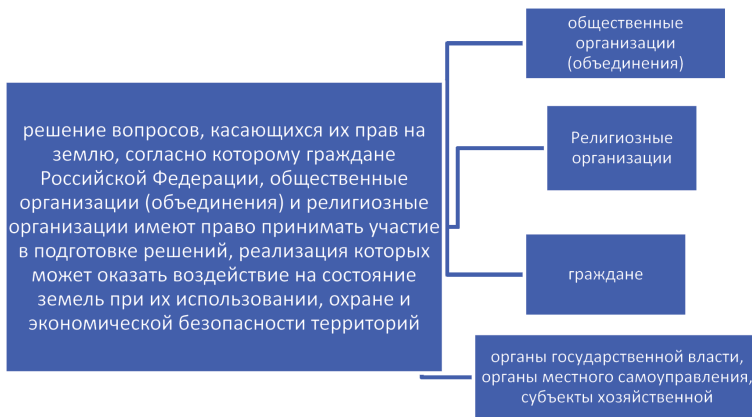 решение вопросов, касающихся их прав на
землю, согласно которому граждане
Российской Федерации, общественные
организации (объединения) и религиозные
организации имеют право принимать участие
в подготовке решений, реализация которых
может оказать воздействие на состояние
земель при их использовании, охране и
экономической безопасности территорий
общественные
организации
(объединения)
Религиозные
организации
граждане
органы государственной власти,
органы местного самоуправления,
субъекты хозяйственной